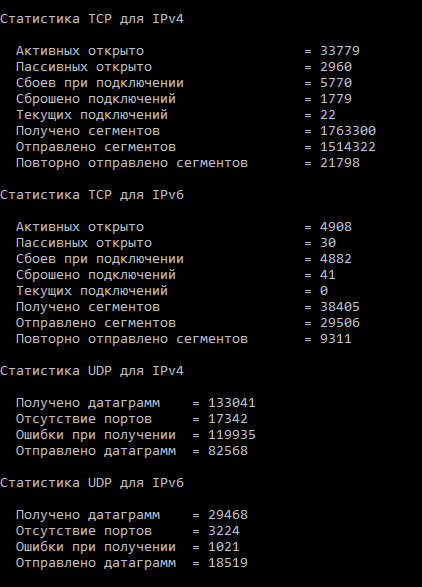 Статистика TCP для IPv4
Активных открыто = 33779
Пассивных открыто = 2960
Сбоев при подключении = 5770
Сброшено подключений = 1779
Текущих подключений = 22
Получено сегментов = 1763300
Отправлено сегментов = 1514322
Повторно отправлено сегментов = 21798
Статистика TCP для IPv6
Активных открыто = 4908
Пассивных открыто = 30
Сбоев при подключении = 4882
Сброшено подключений = 41
Текущих подключений = 0
Получено сегментов = 38405
Отправлено сегментов = 29506
Повторно отправлено сегментов = 9311
Статистика UDP для IPv4
Получено датаграмм = 133041
Отсутствие портов = 17342
Ошибки при получении = 119935
Отправлено датаграмм = 82568
Статистика UDP для IPv6
Получено датаграмм = 29468
Отсутствие портов = 3224
Ошибки при получении = 1021
Отправлено датаграмм = 18519